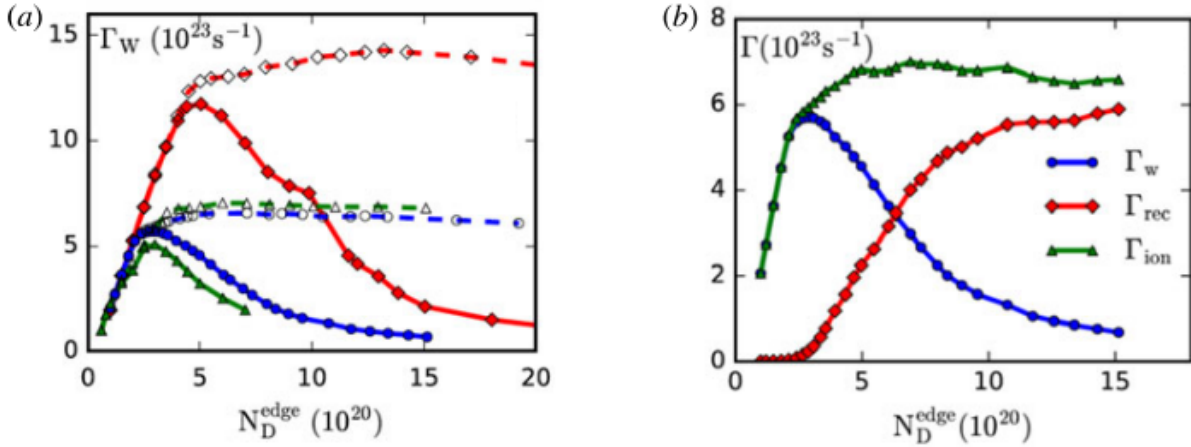 (a)
Γ_W (10^23 s^−1)
15
10
5
0
0 5 10 15 20
N_D^edge (10^20)
(b)
Γ(10^23 s^−1)
8
6
4
2
0
Γ_w
Γ_rec
Γ_ion
0 5 10 15
N_D^edge (10^20)